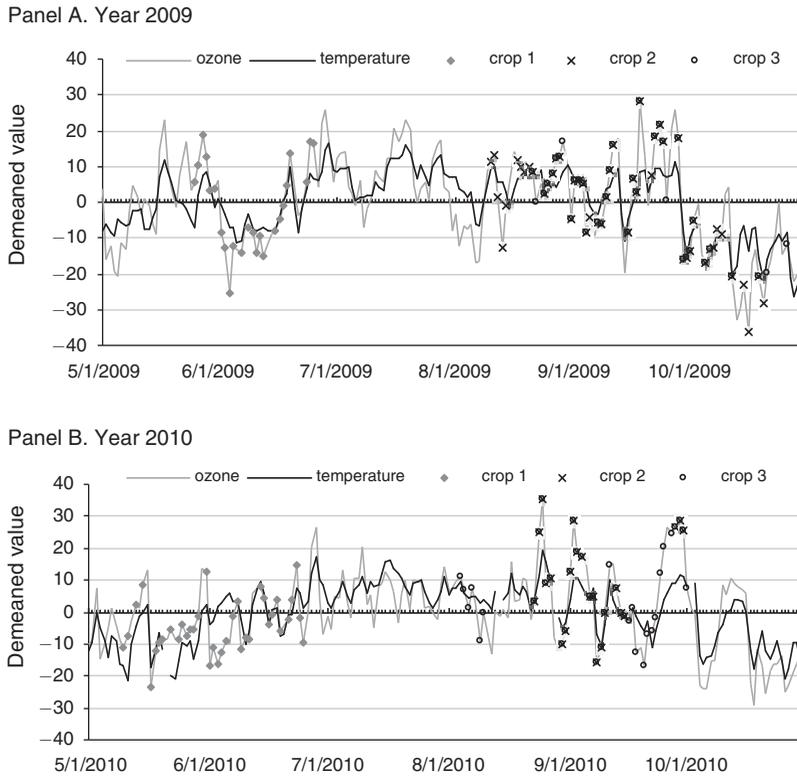 Panel A. Year 2009
40 ozone temperature crop 1 crop 2 crop 3
30
20
10
0
−10
−20
−30
−40
Demeaned value
5/1/2009 6/1/2009 7/1/2009 8/1/2009 9/1/2009 10/1/2009
Panel B. Year 2010
40 ozone temperature crop 1 crop 2 crop 3
30
20
10
0
−10
−20
−30
−40
Demeaned value
5/1/2010 6/1/2010 7/1/2010 8/1/2010 9/1/2010 10/1/2010